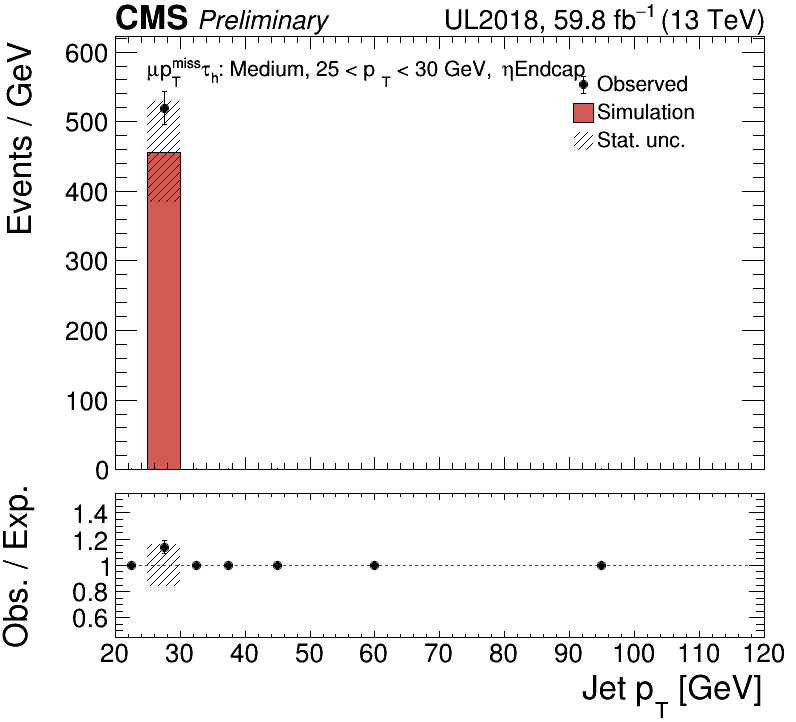 CMS Preliminary UL2018, 59.8 fb⁻¹ (13 TeV)
Events / GeV
600
500
400
300
200
100
0
μp_T^miss τ_h: Medium, 25 < p_T < 30 GeV, ηEndcap
Observed
Simulation
Stat. unc.
Obs. / Exp.
1.4
1.2
1
0.8
0.6
20 30 40 50 60 70 80 90 100 110 120
Jet p_T [GeV]